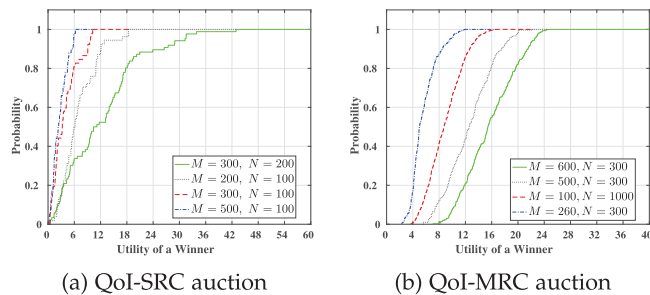 Probability
1
0.8
0.6
0.4
0.2
0
M = 300, N = 200
M = 200, N = 100
M = 300, N = 100
M = 500, N = 100
0 6 12 18 24 30 36 42 48 54 60
Utility of a Winner
(a) QoI-SRC auction
Probability
1
0.8
0.6
0.4
0.2
0
M = 600, N = 300
M = 500, N = 300
M = 100, N = 1000
M = 260, N = 300
0 4 8 12 16 20 24 28 32 36 40
Utility of a Winner
(b) QoI-MRC auction